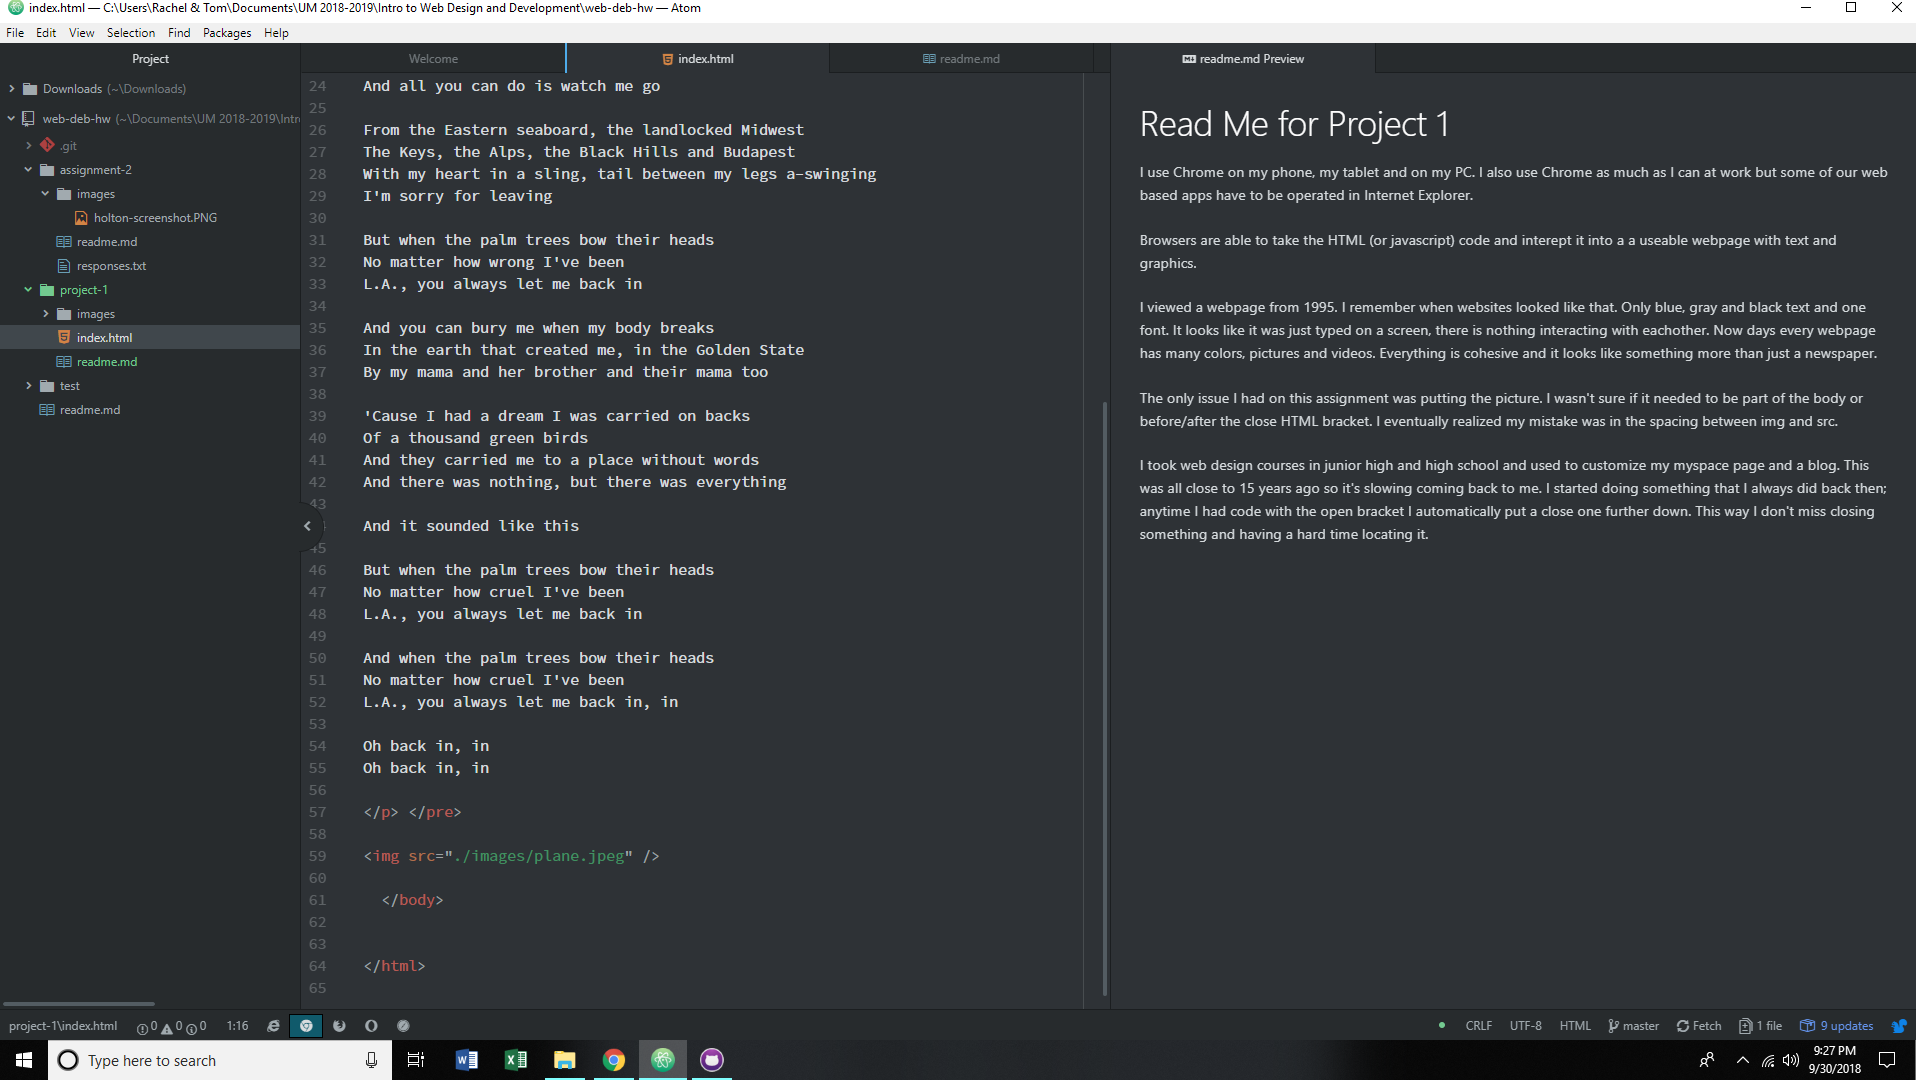 index.html — C:\Users\Rachel & Tom\Documents\UM 2018-2019\Intro to Web Design and Development\web-deb-hw — Atom
File Edit View Selection Find Packages Help
Project
Downloads (~\Downloads)
web-deb-hw (~\Documents\UM 2018-2019\Intr
.git
assignment-2
images
holton-screenshot.PNG
readme.md
responses.txt
project-1
images
index.html
readme.md
test
readme.md
Welcome index.html readme.md
24 And all you can do is watch me go
25
26 From the Eastern seaboard, the landlocked Midwest
27 The Keys, the Alps, the Black Hills and Budapest
28 With my heart in a sling, tail between my legs a-swinging
29 I'm sorry for leaving
30
31 But when the palm trees bow their heads
32 No matter how wrong I've been
33 L.A., you always let me back in
34
35 And you can bury me when my body breaks
36 In the earth that created me, in the Golden State
37 By my mama and her brother and their mama too
38
39 'Cause I had a dream I was carried on backs
40 Of a thousand green birds
41 And they carried me to a place without words
42 And there was nothing, but there was everything
43
And it sounded like this
45
46 But when the palm trees bow their heads
47 No matter how cruel I've been
48 L.A., you always let me back in
49
50 And when the palm trees bow their heads
51 No matter how cruel I've been
52 L.A., you always let me back in, in
53
54 Oh back in, in
55 Oh back in, in
56
57 </p> </pre>
58
59 <img src="./images/plane.jpeg" />
60
61 </body>
62
63
64 </html>
65
readme.md Preview
Read Me for Project 1
I use Chrome on my phone, my tablet and on my PC. I also use Chrome as much as I can at work but some of our web
based apps have to be operated in Internet Explorer.
Browsers are able to take the HTML (or javascript) code and interept it into a a useable webpage with text and
graphics.
I viewed a webpage from 1995. I remember when websites looked like that. Only blue, gray and black text and one
font. It looks like it was just typed on a screen, there is nothing interacting with eachother. Now days every webpage
has many colors, pictures and videos. Everything is cohesive and it looks like something more than just a newspaper.
The only issue I had on this assignment was putting the picture. I wasn't sure if it needed to be part of the body or
before/after the close HTML bracket. I eventually realized my mistake was in the spacing between img and src.
I took web design courses in junior high and high school and used to customize my myspace page and a blog. This
was all close to 15 years ago so it's slowing coming back to me. I started doing something that I always did back then;
anytime I had code with the open bracket I automatically put a close one further down. This way I don't miss closing
something and having a hard time locating it.
project-1\index.html 0 0 0 1:16 CRLF UTF-8 HTML master Fetch 1 file 9 updates
Type here to search
9:27 PM
9/30/2018